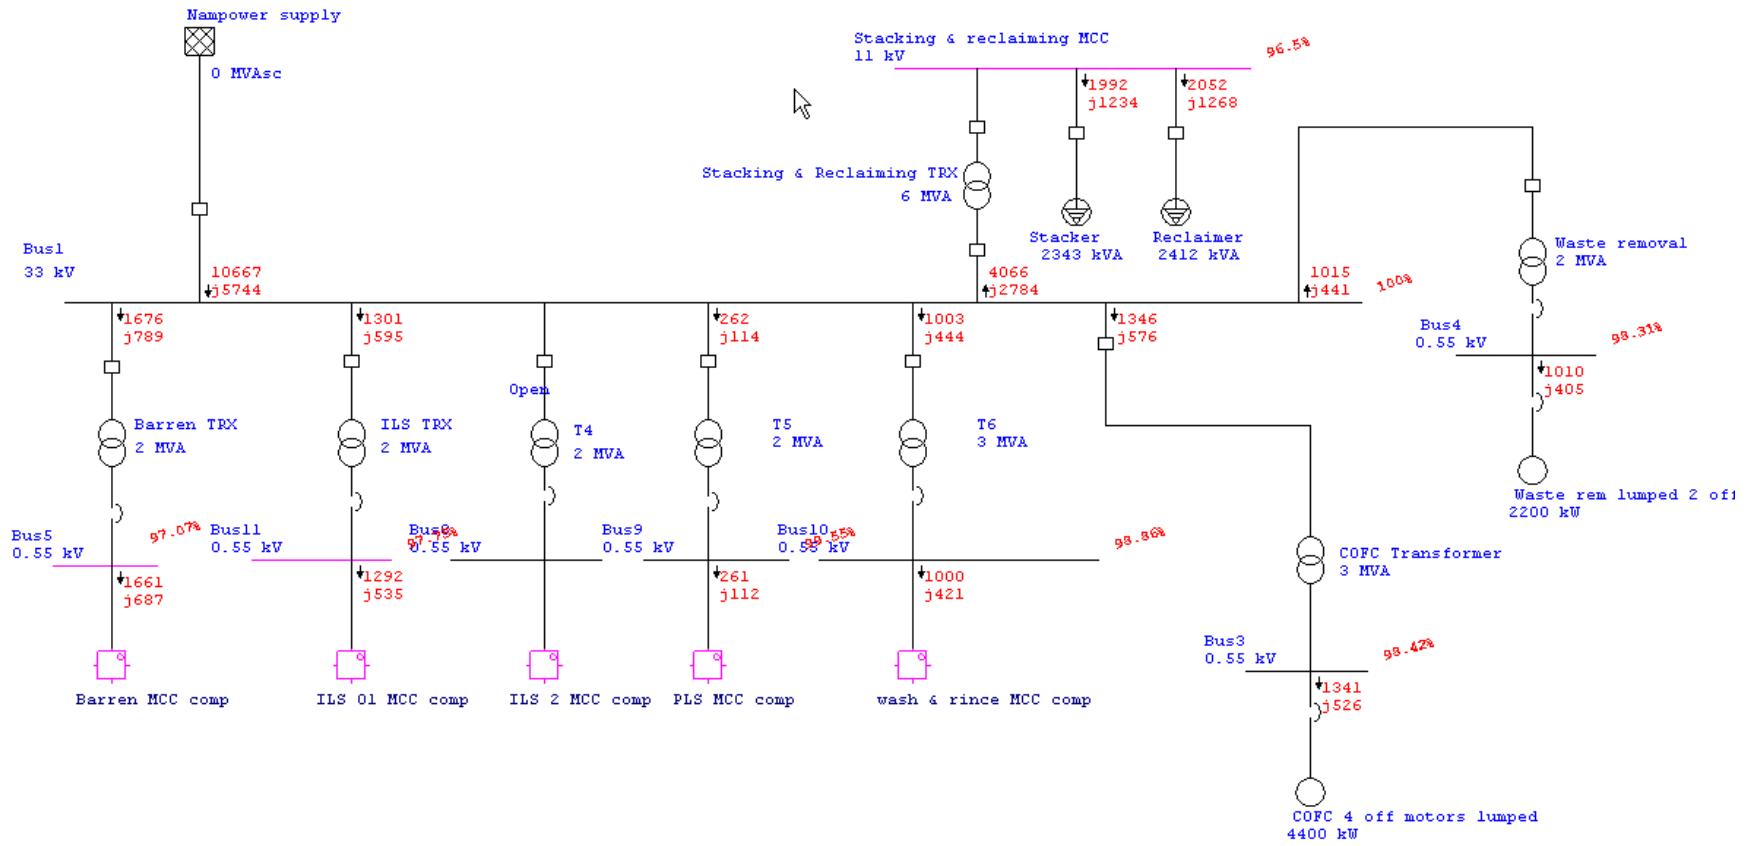 Nampower supply
0 MVAsc
Stacking & reclaiming MCC
11 kV
96.5%
1992
j1234
2052
j1268
Stacking & Reclaiming TRX
6 MVA
Stacker
2343 kVA
Reclaimer
2412 kVA
Waste removal
2 MVA
Bus1
33 kV
10667
j5744
4066
j2784
1015
j441
100%
1676
j789
1301
j595
262
j114
1003
j444
1346
j576
Bus4
0.55 kV
98.31%
1010
j405
Open
Barren TRX
2 MVA
ILS TRX
2 MVA
T4
2 MVA
T5
2 MVA
T6
3 MVA
Waste rem lumped 2 off
2200 kW
Bus5
0.55 kV
97.07%
Bus11
0.55 kV
0.55 kV
Bus9
0.55 kV
Bus10
0.55 kV
98.86%
COFC Transformer
3 MVA
1661
j687
1292
j535
261
j112
1000
j421
Bus3
0.55 kV
98.42%
1341
j526
Barren MCC comp
ILS 01 MCC comp
ILS 2 MCC comp
PLS MCC comp
wash & rince MCC comp
COFC 4 off motors lumped
4400 kW